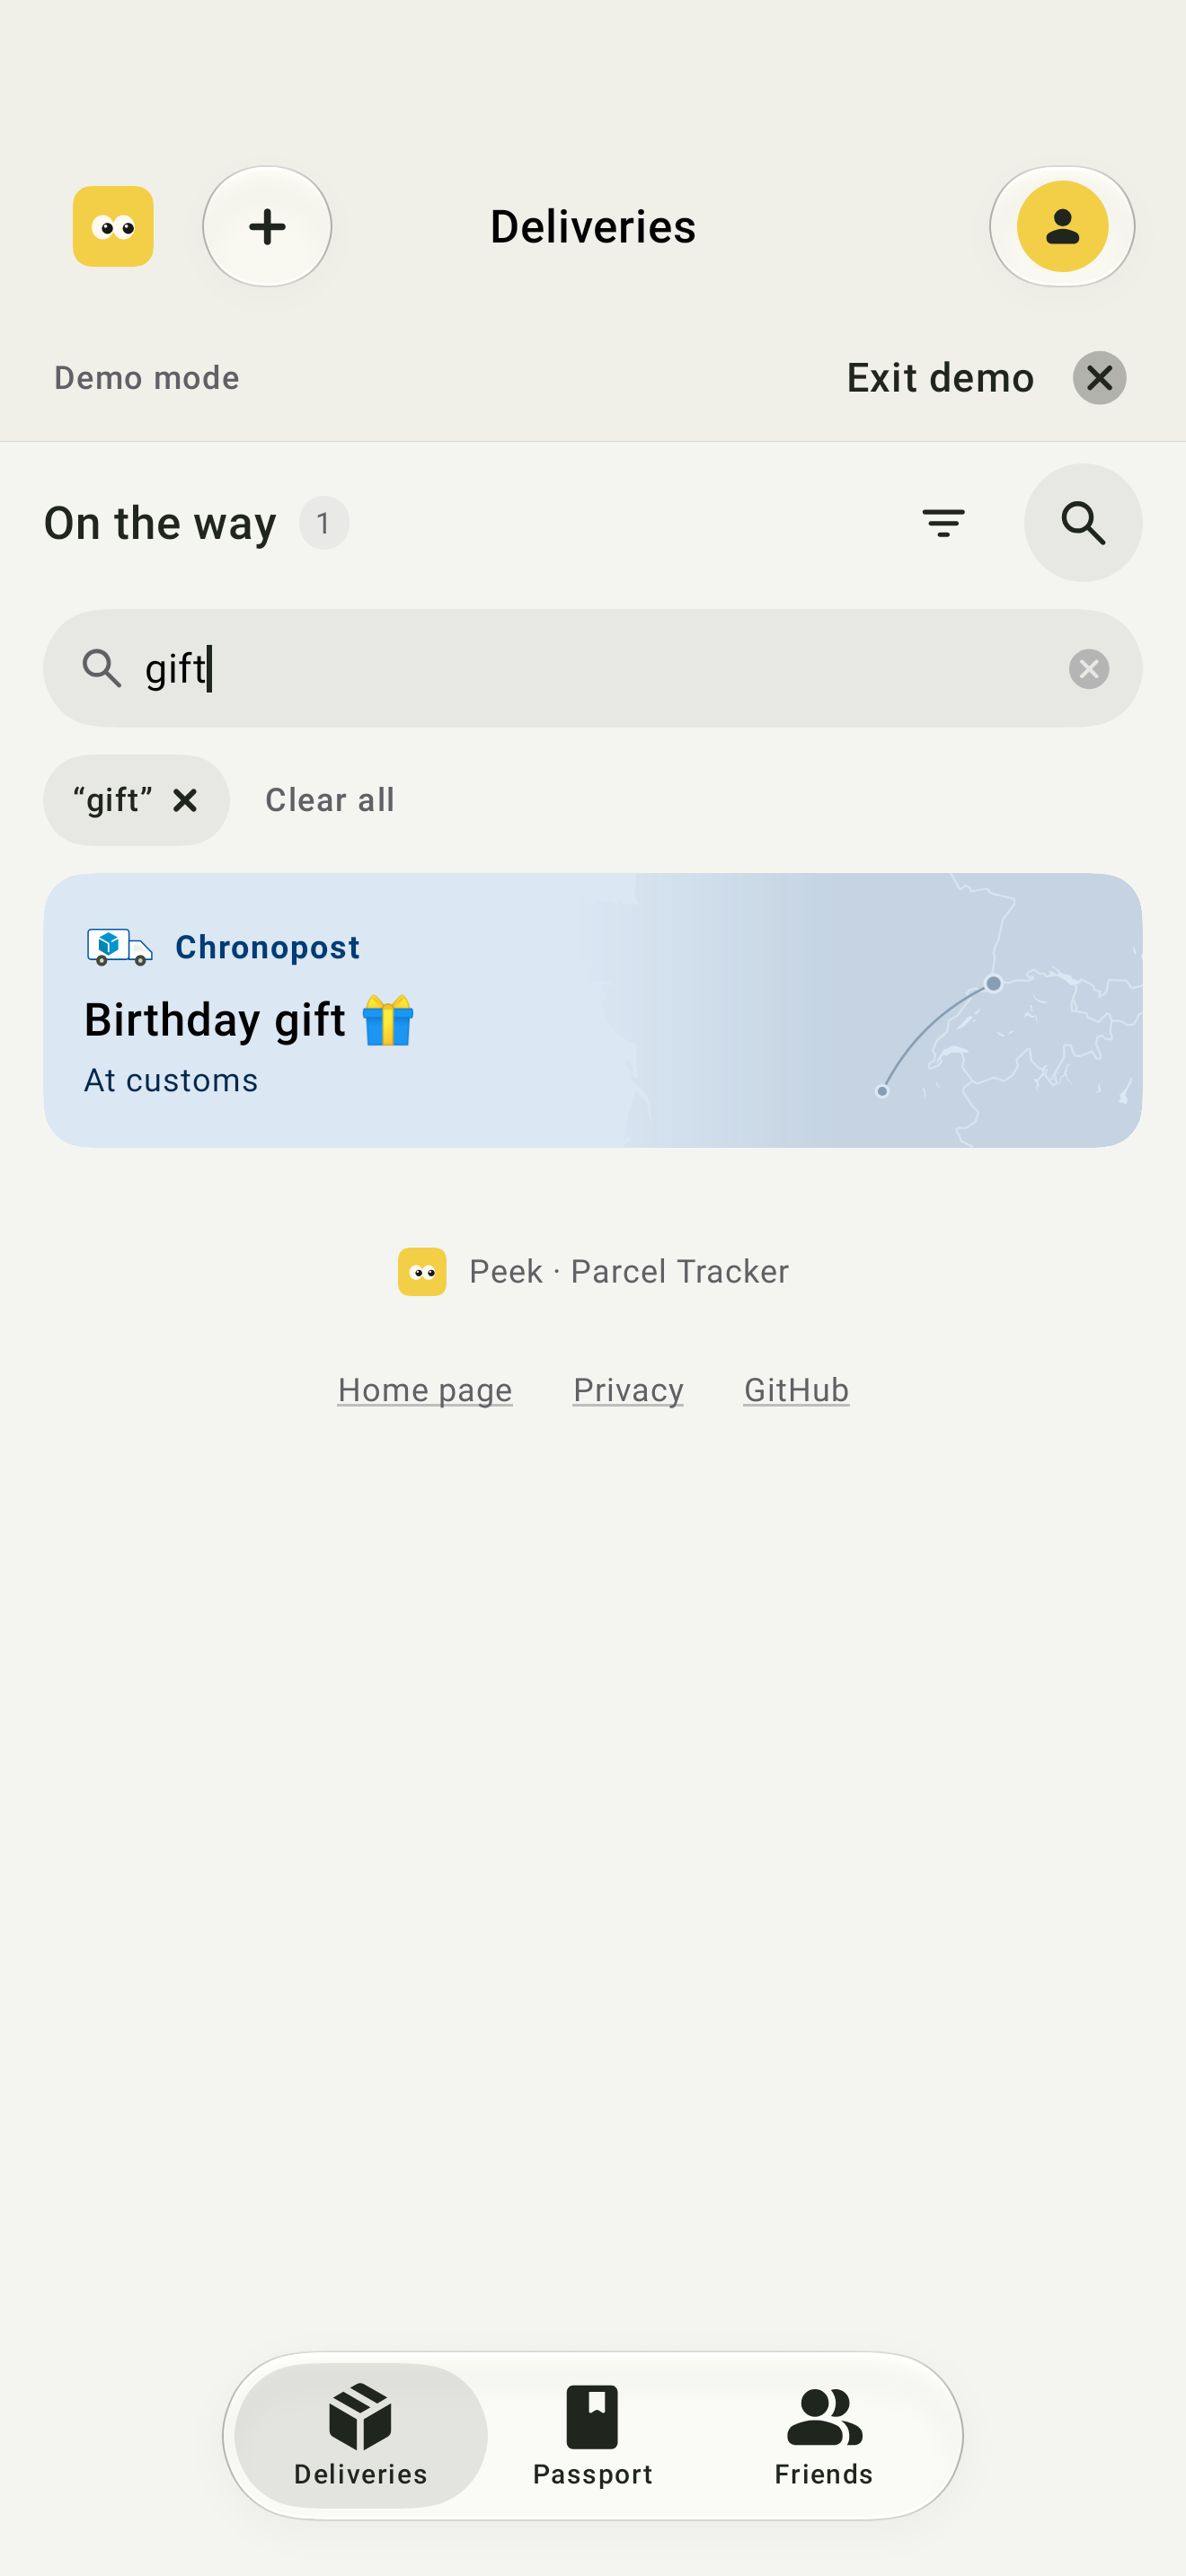 Deliveries
Demo mode
Exit demo
On the way 1
gift
“gift”
Clear all
Chronopost
Birthday gift 🎁
At customs
Peek · Parcel Tracker
Home page
Privacy
GitHub
Deliveries
Passport
Friends